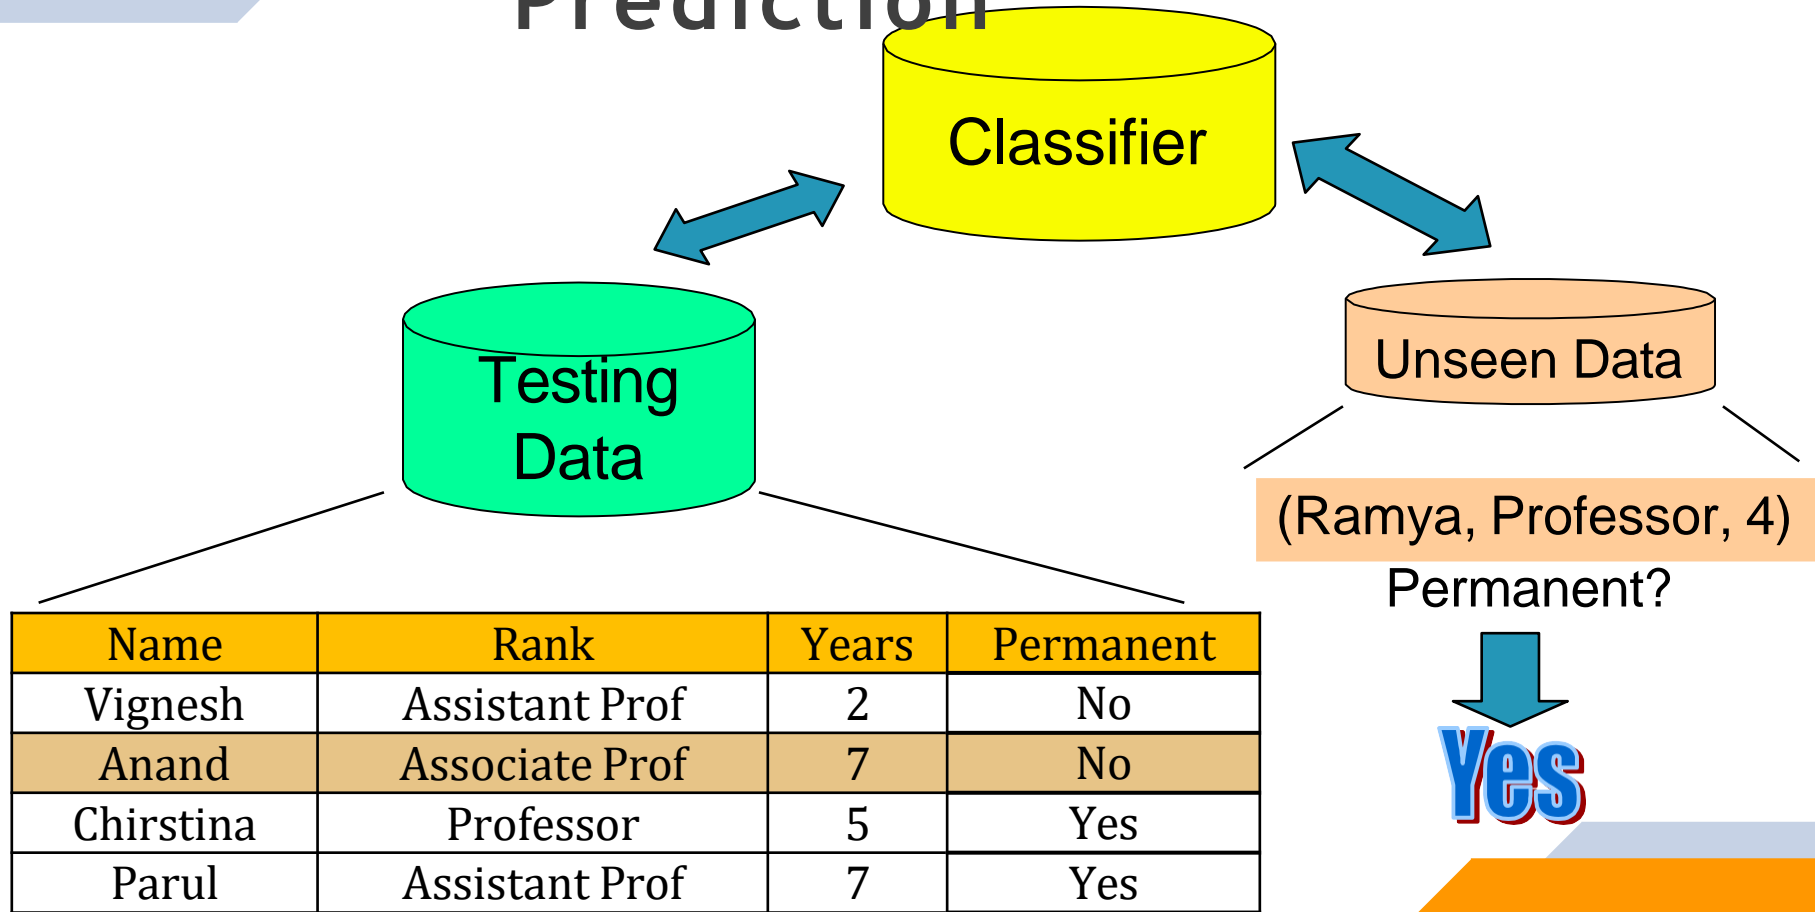 Prediction
Classifier
Testing
Data
Unseen Data
(Ramya, Professor, 4)
Permanent?
Yes
Name Rank Years Permanent
Vignesh Assistant Prof 2 No
Anand Associate Prof 7 No
Chirstina Professor 5 Yes
Parul Assistant Prof 7 Yes